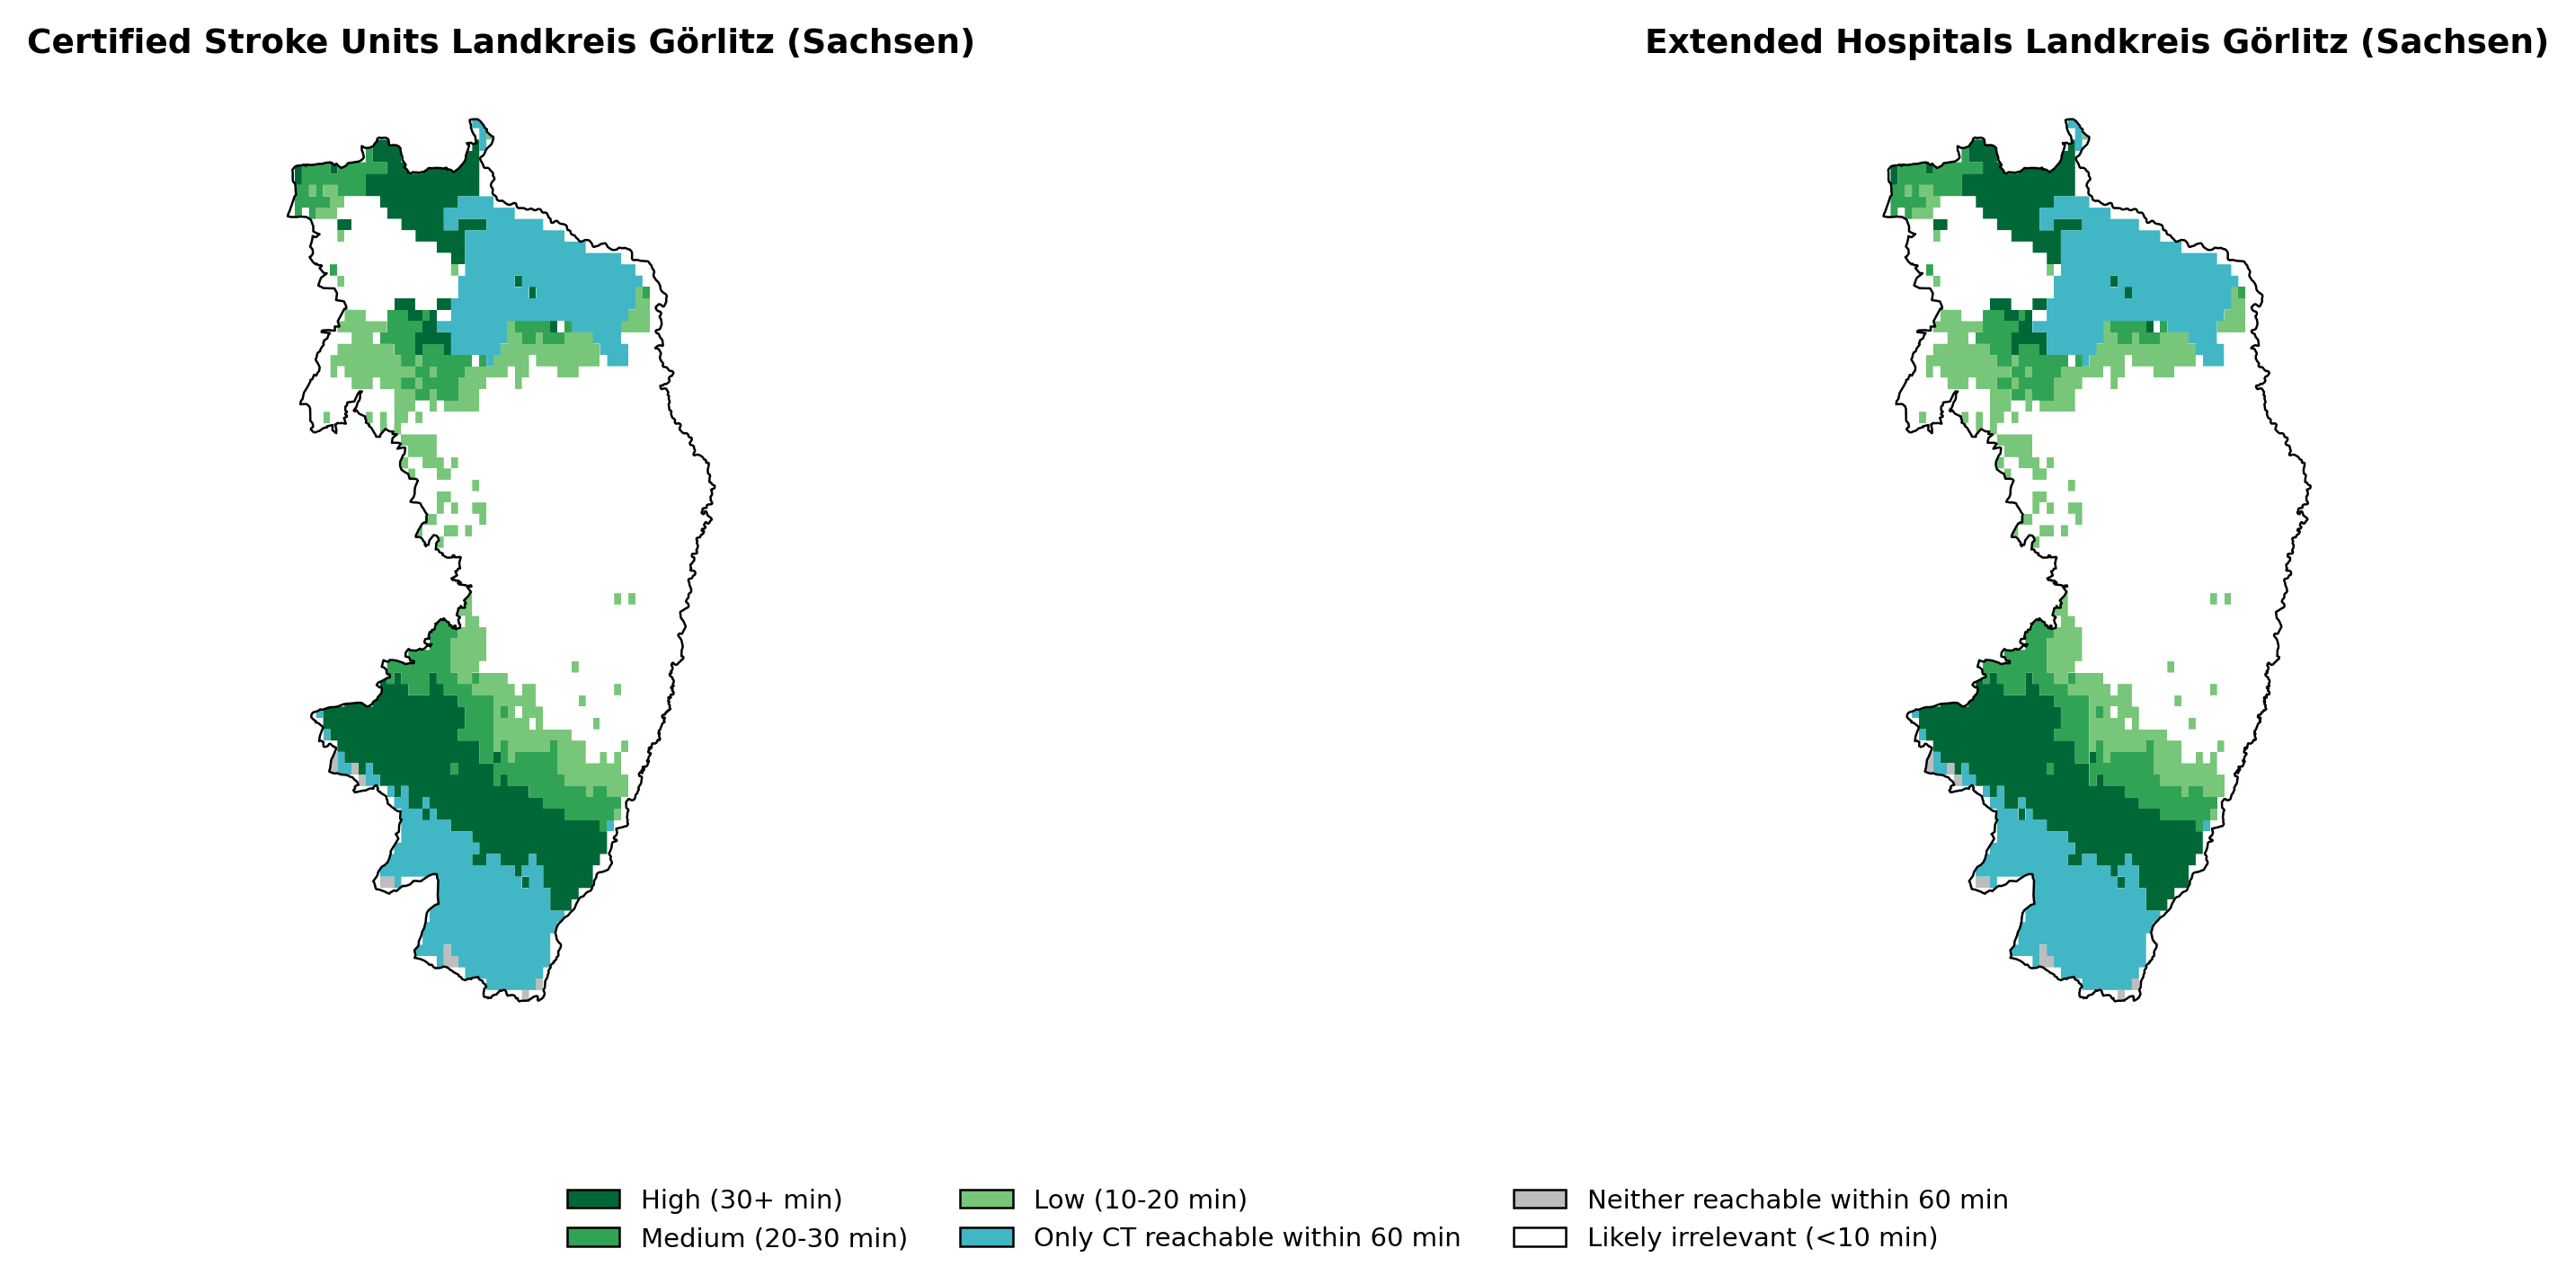 Certified Stroke Units Landkreis Görlitz (Sachsen)
Extended Hospitals Landkreis Görlitz (Sachsen)
High (30+ min)
Medium (20-30 min)
Low (10-20 min)
Only CT reachable within 60 min
Neither reachable within 60 min
Likely irrelevant (<10 min)